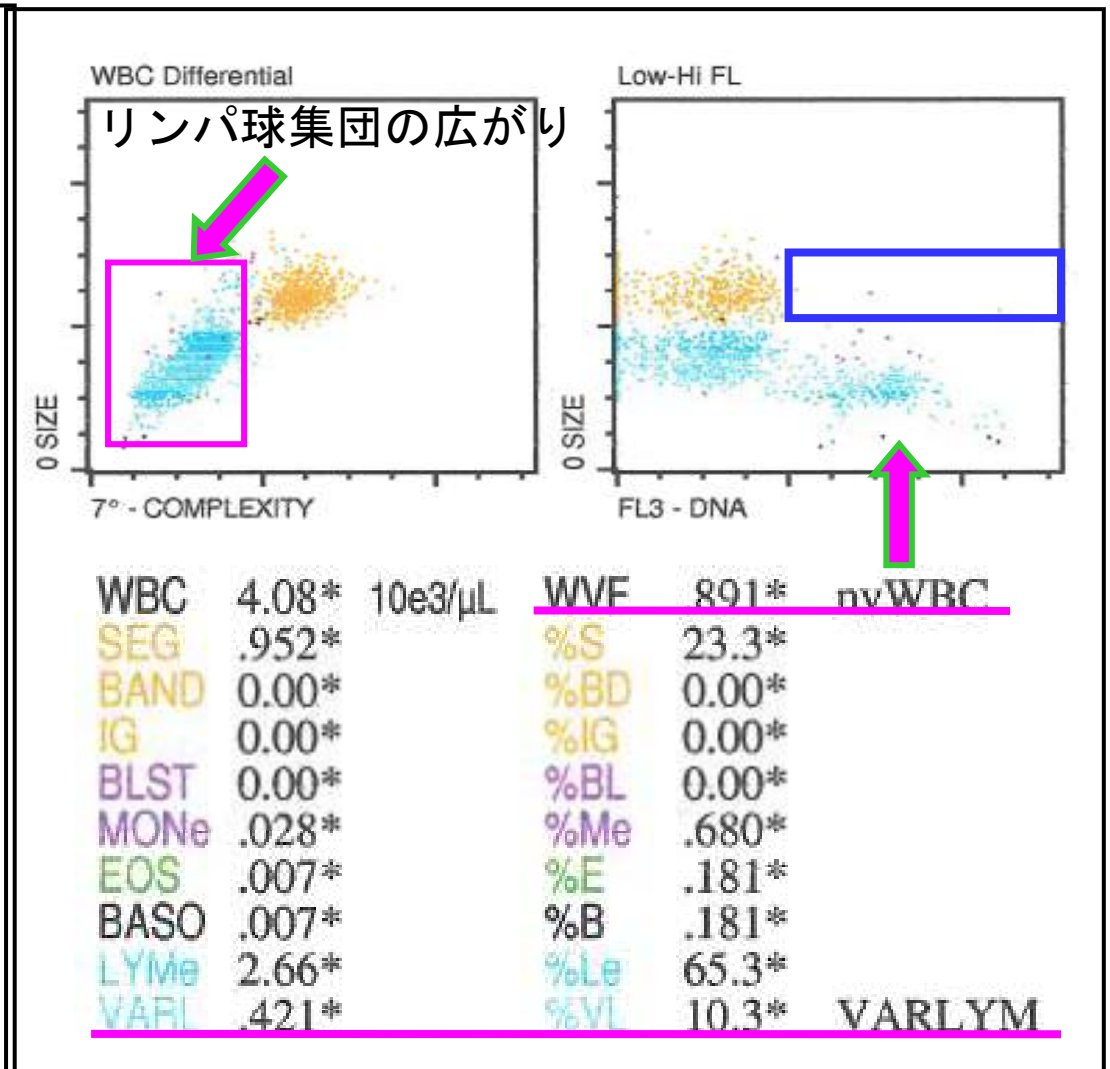 WBC Differential
Low-Hi FL
リンパ球集団の広がり
0 SIZE
0 SIZE
7° - COMPLEXITY
FL3 - DNA
WBC 4.08* 10e3/μL WVF .891* nvWBC
SEG .952* %S 23.3*
BAND 0.00* %BD 0.00*
IG 0.00* %IG 0.00*
BLST 0.00* %BL 0.00*
MONe .028* %Me .680*
EOS .007* %E .181*
BASO .007* %B .181*
LYMe 2.66* %Le 65.3*
VARL .421* %VL 10.3* VARLYM